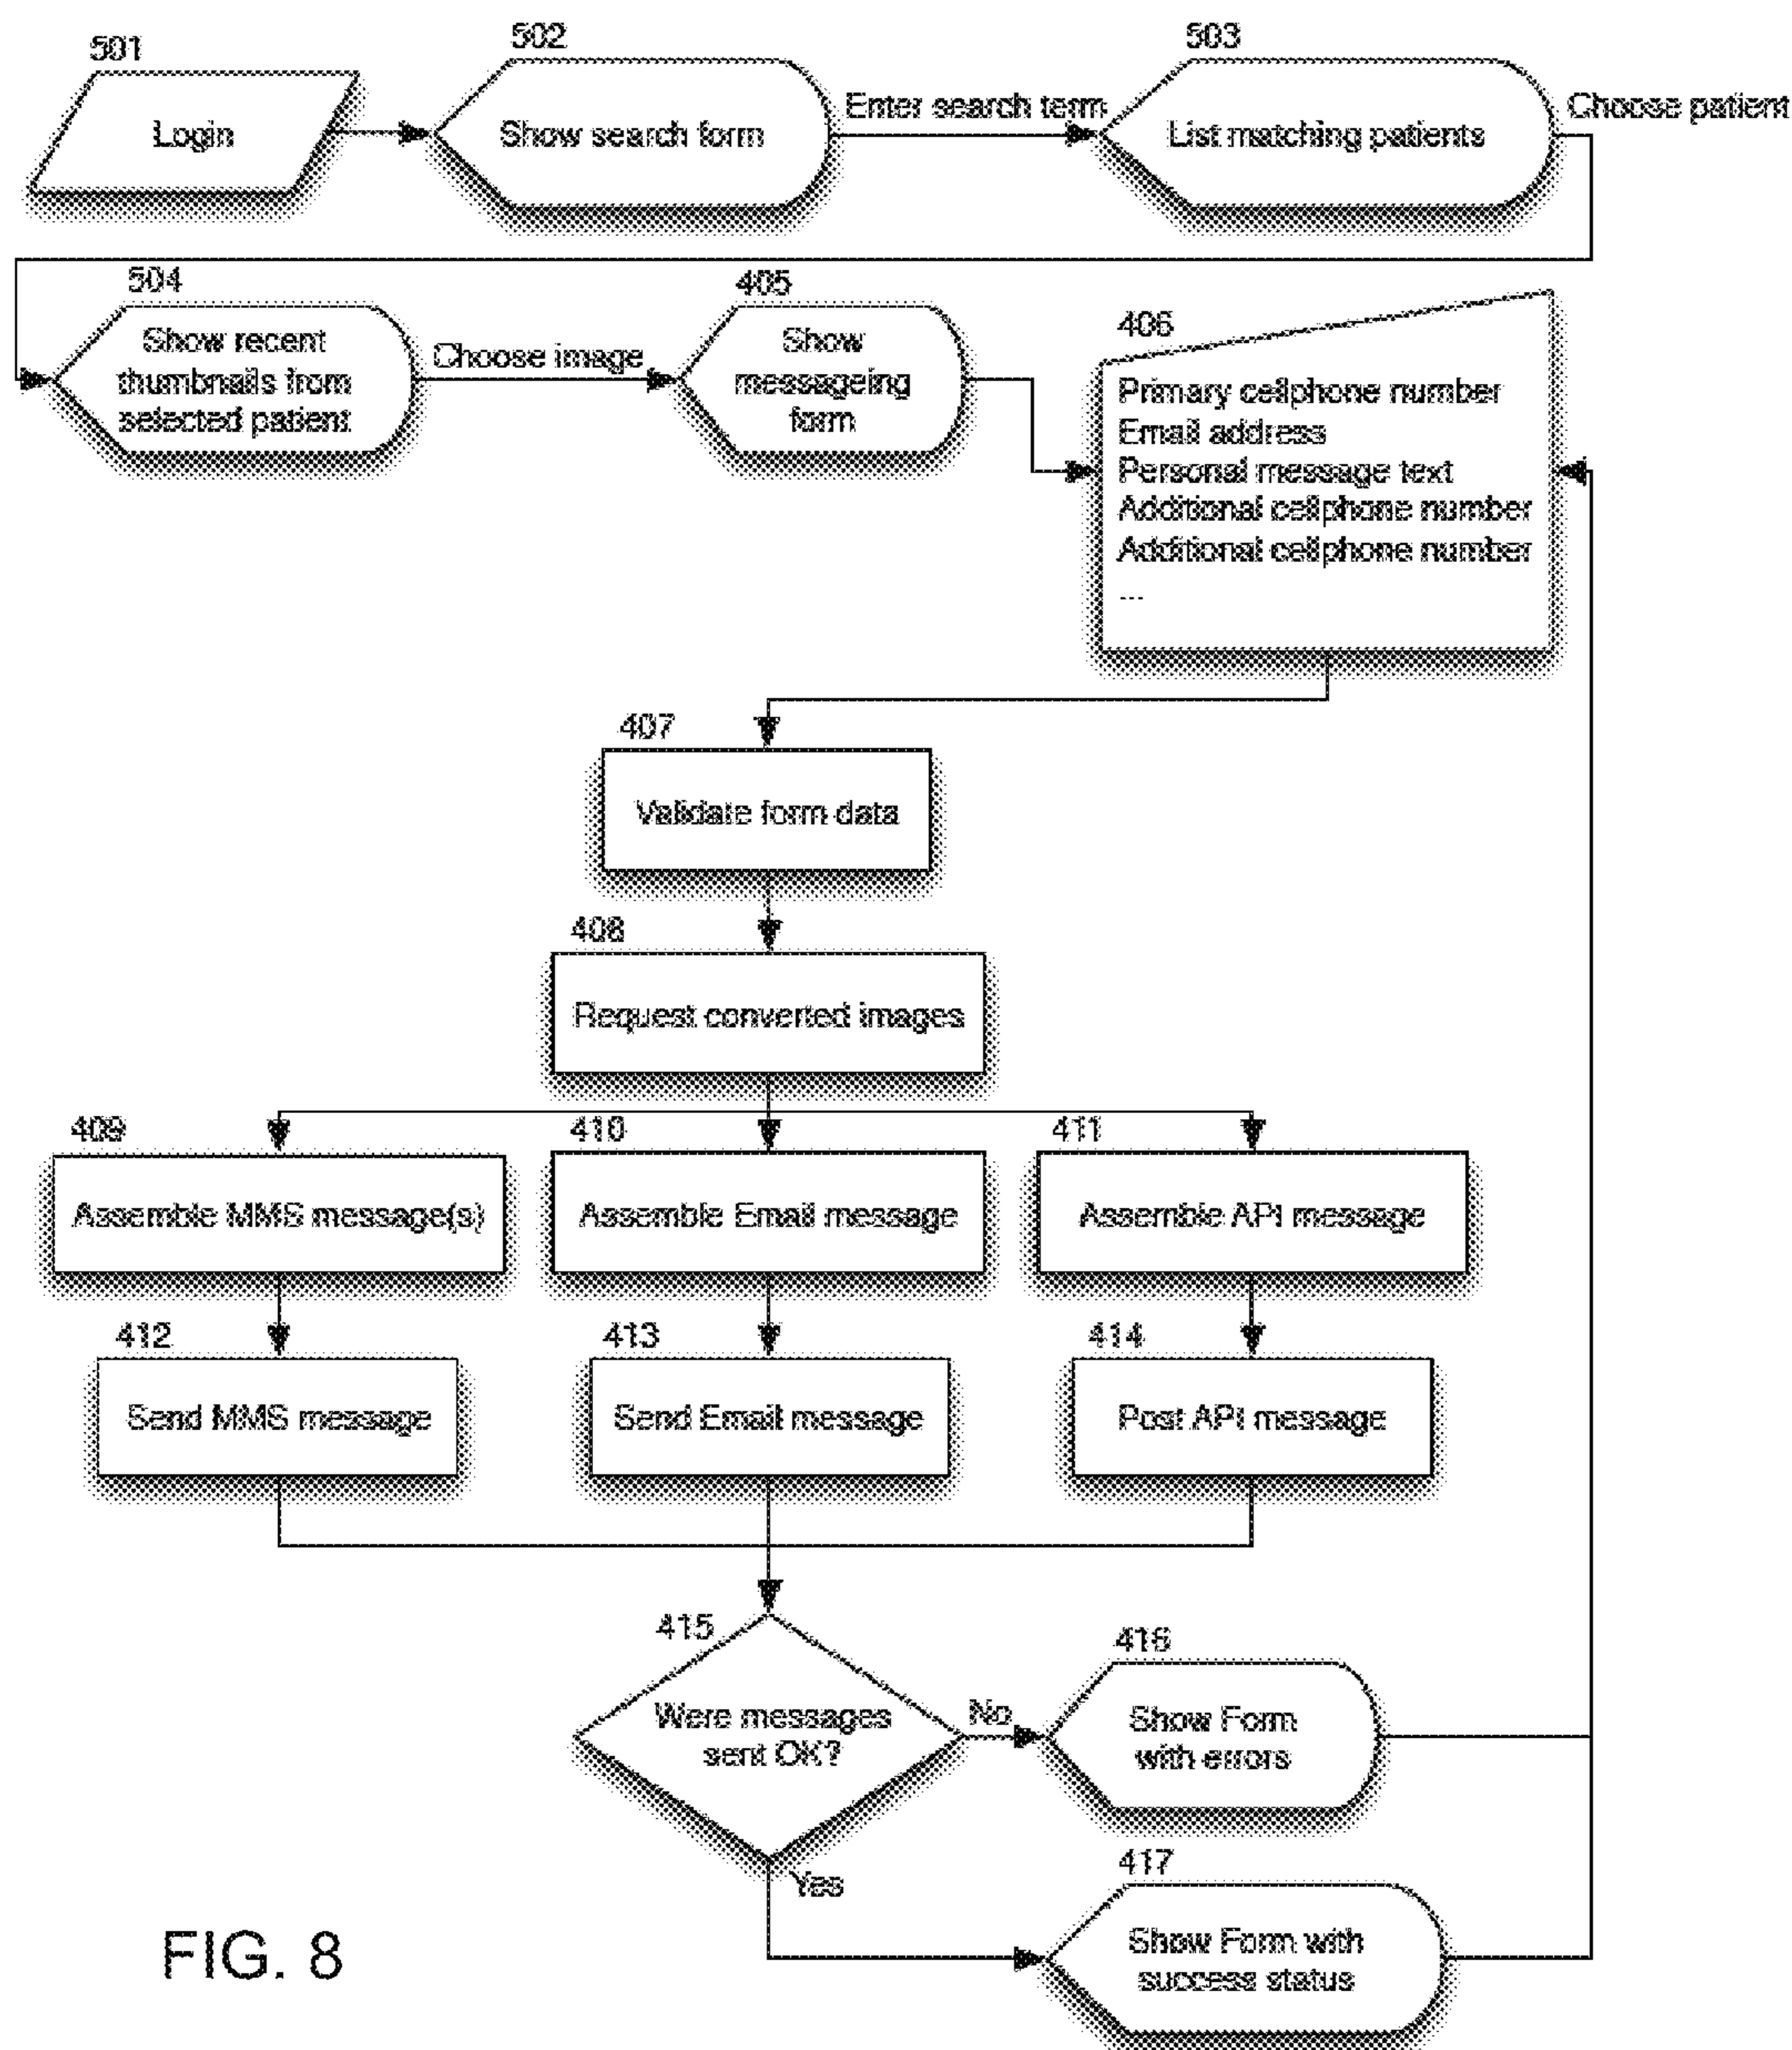 501
Login
502
Show search form
Enter search term
503
List matching patients
Choose patient
504
Show recent
thumbnails from
selected patient
Choose image
405
Show
messageing
form
406
Primary cellphone number
Email address
Personal message text
Additional cellphone number
Additional cellphone number
...
407
Validate form data
408
Request converted images
409
Assemble MMS message(s)
410
Assemble Email message
411
Assemble API message
412
Send MMS message
413
Send Email message
414
Post API message
415
Were messages
sent OK?
No
416
Show Form
with errors
Yes
417
Show Form with
success status
FIG. 8